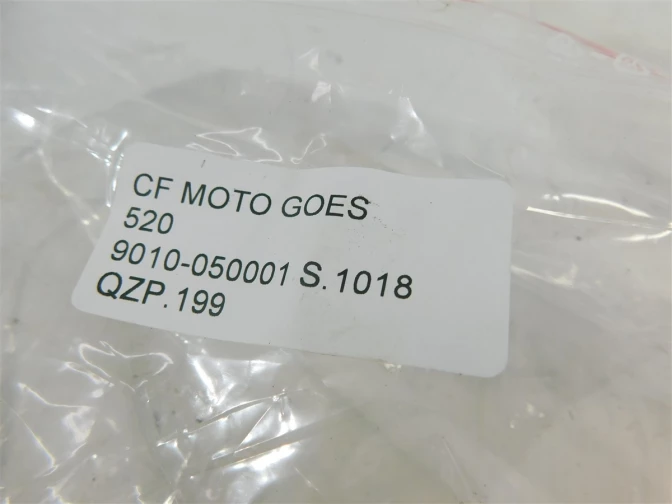 CF MOTO GOES
520
9010-050001 S.1018
QZP.199